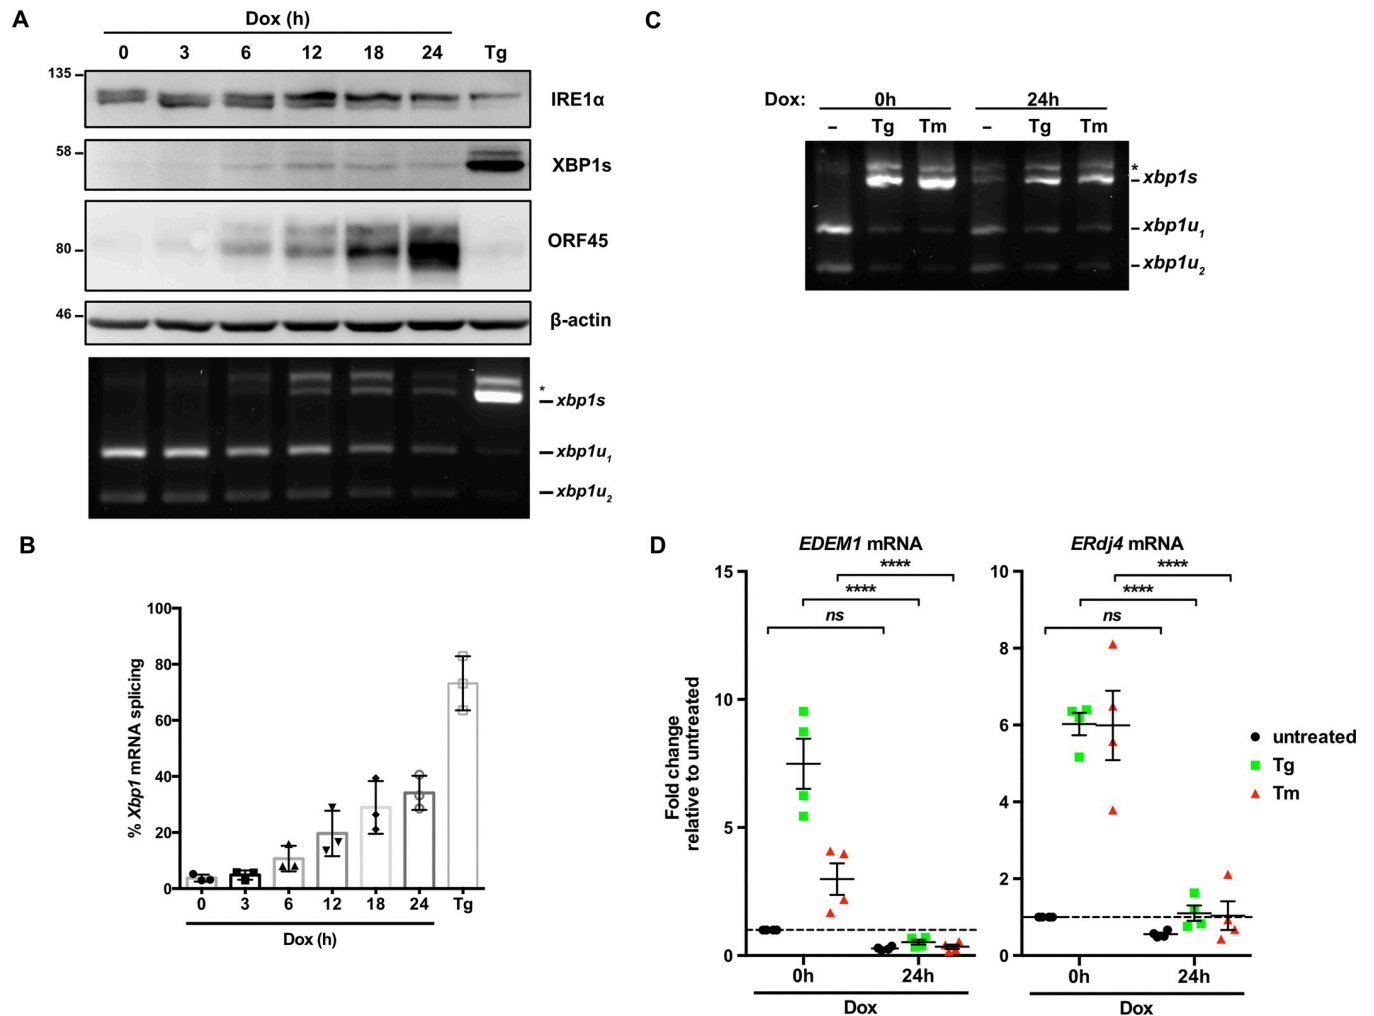 A
Dox (h)
0 3 6 12 18 24 Tg
135
IRE1α
58
XBP1s
80
ORF45
46
β-actin
*
xbp1s
xbp1u1
xbp1u2
B
% Xbp1 mRNA splicing
100
80
60
40
20
0
0 3 6 12 18 24 Tg
Dox (h)
C
Dox: 0h 24h
– Tg Tm – Tg Tm
*
xbp1s
xbp1u1
xbp1u2
D
EDEM1 mRNA
Fold change
relative to untreated
15
10
5
0
****
****
ns
0h 24h
Dox
ERdj4 mRNA
10
8
6
4
2
0
****
****
ns
0h 24h
Dox
untreated
Tg
Tm